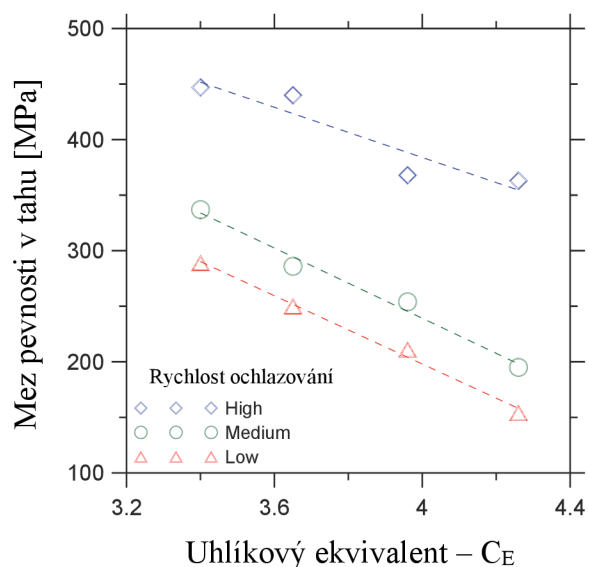 500
400
300
200
100
Mez pevnosti v tahu [MPa]
Rychlost ochlazování
High
Medium
Low
3.2
3.6
4
4.4
Uhlíkový ekvivalent – CE